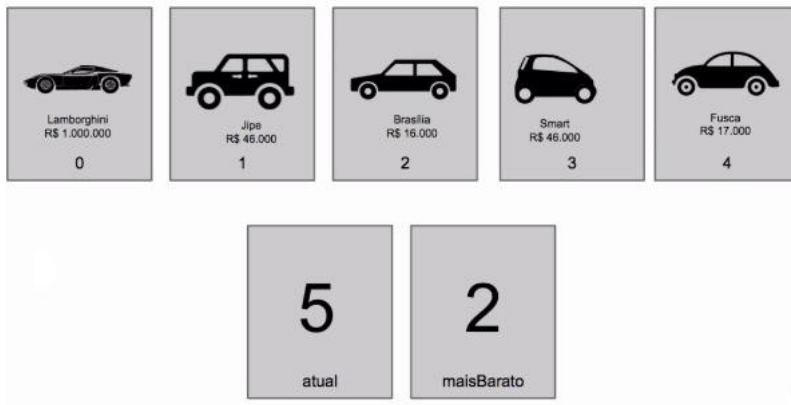 Lamborghini
R$ 1.000.000
0
Jipe
R$ 46.000
1
Brasília
R$ 16.000
2
Smart
R$ 46.000
3
Fusca
R$ 17.000
4
5
atual
2
maisBarato